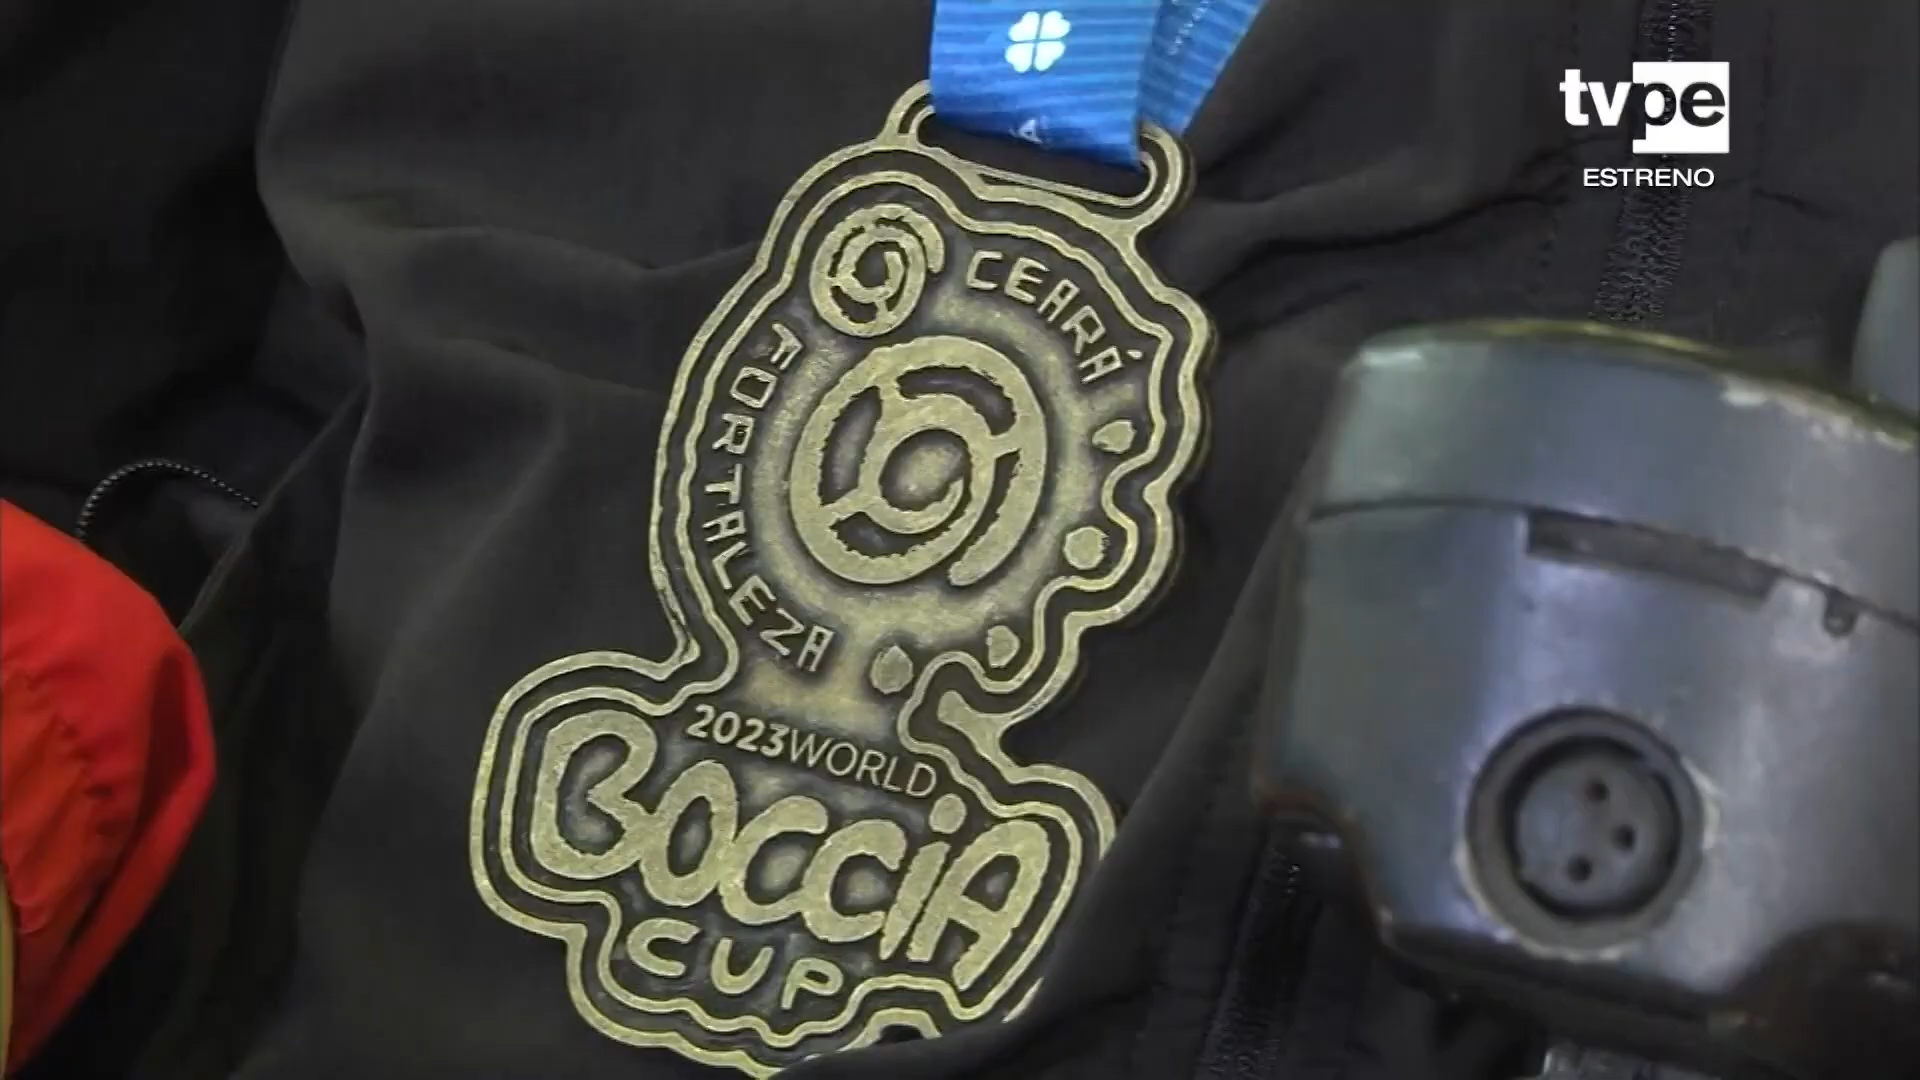 tvpe
ESTRENO
CEARÁ
FORTALEZA
2023WORLD
BOCCiA
CUP